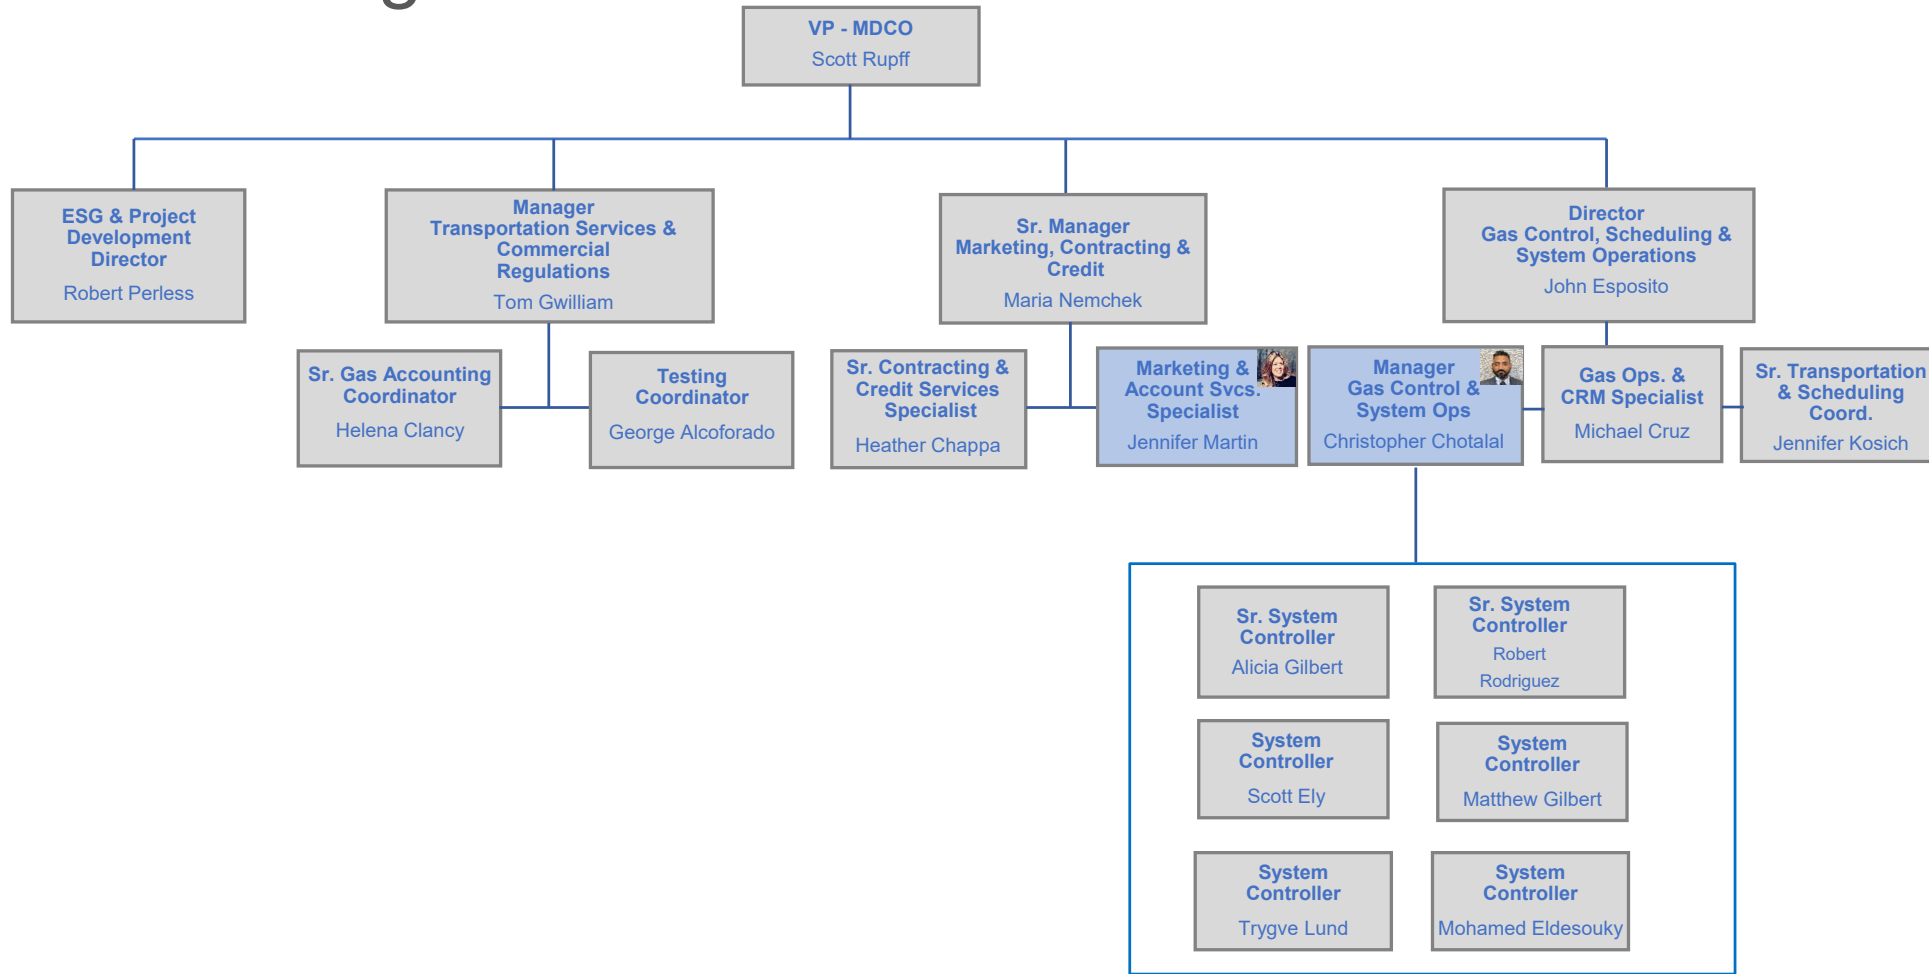 VP - MDCO
Scott Rupff
ESG & Project
Development
Director
Robert Perless
Manager
Transportation Services &
Commercial
Regulations
Tom Gwilliam
Sr. Manager
Marketing, Contracting &
Credit
Maria Nemchek
Director
Gas Control, Scheduling &
System Operations
John Esposito
Sr. Gas Accounting
Coordinator
Helena Clancy
Testing
Coordinator
George Alcoforado
Sr. Contracting &
Credit Services
Specialist
Heather Chappa
Marketing &
Account Svcs.
Specialist
Jennifer Martin
Manager
Gas Control &
System Ops
Christopher Chotalal
Gas Ops. &
CRM Specialist
Michael Cruz
Sr. Transportation
& Scheduling
Coord.
Jennifer Kosich
Sr. System
Controller
Alicia Gilbert
Sr. System
Controller
Robert
Rodriguez
System
Controller
Scott Ely
System
Controller
Matthew Gilbert
System
Controller
Trygve Lund
System
Controller
Mohamed Eldesouky